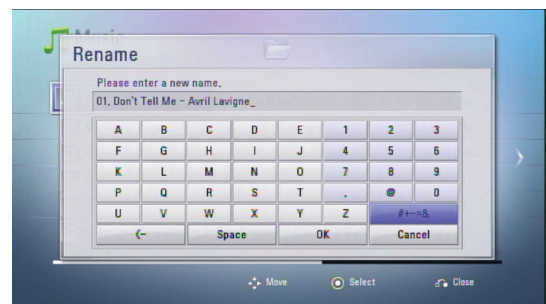 Music
Rename
Please enter a new name.
01. Don't Tell Me - Avril Lavigne_
A B C D E 1 2 3
F G H I J 4 5 6
K L M N O 7 8 9
P Q R S T . @ 0
U V W X Y Z #+-=&
<- Space OK Cancel
Move Select Close